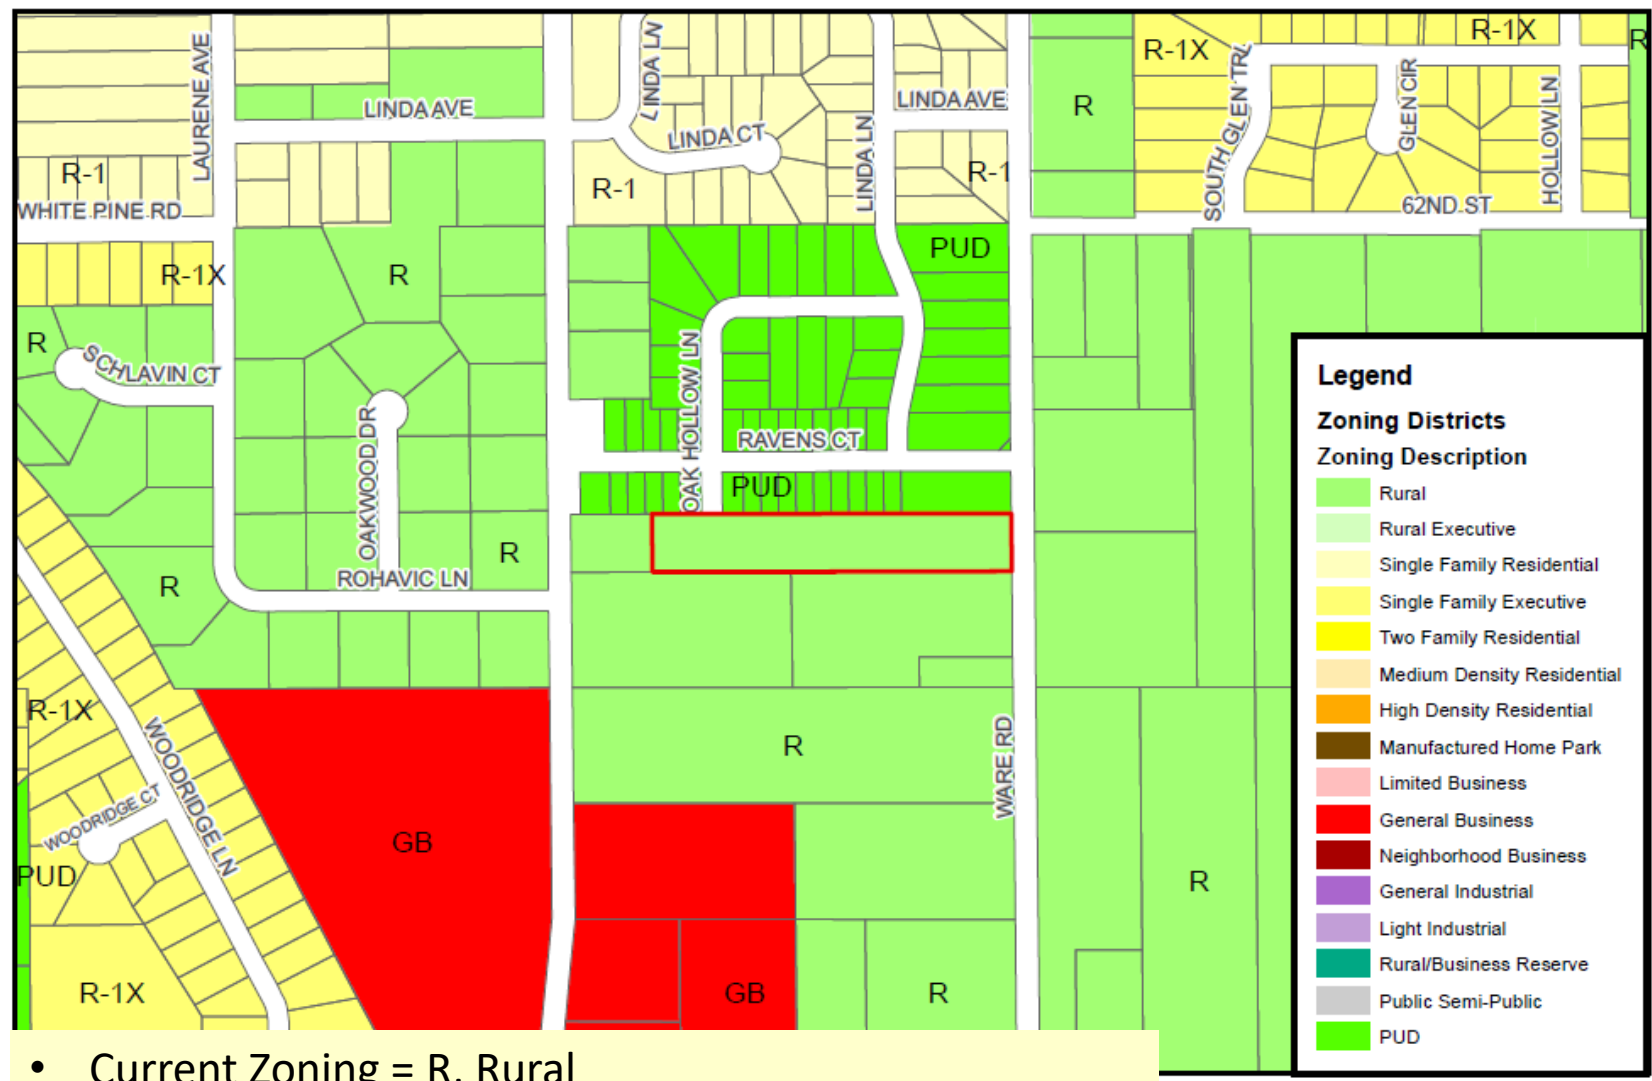 R-1X
R-1X
R
LINDA LN
LAURENE AVE
SOUTH GLEN TRL
GLEN CIR
HOLLOW LN
LINDA AVE
LINDA AVE
R
LINDA CT
LINDA LN
R-1
R-1
R-1
WHITE PINE RD
62ND ST
PUD
R-1X
R
R
SCHLAVIN CT
OAK HOLLOW LN
OAKWOOD DR
RAVENS CT
PUD
R
ROHAVIC LN
R
R-1X
WOODRIDGE LN
R
WARE RD
WOODRIDGE CT
GB
PUD
R
R-1X
GB
R
Legend
Zoning Districts
Zoning Description
Rural
Rural Executive
Single Family Residential
Single Family Executive
Two Family Residential
Medium Density Residential
High Density Residential
Manufactured Home Park
Limited Business
General Business
Neighborhood Business
General Industrial
Light Industrial
Rural/Business Reserve
Public Semi-Public
PUD
• Current Zoning = R, Rural